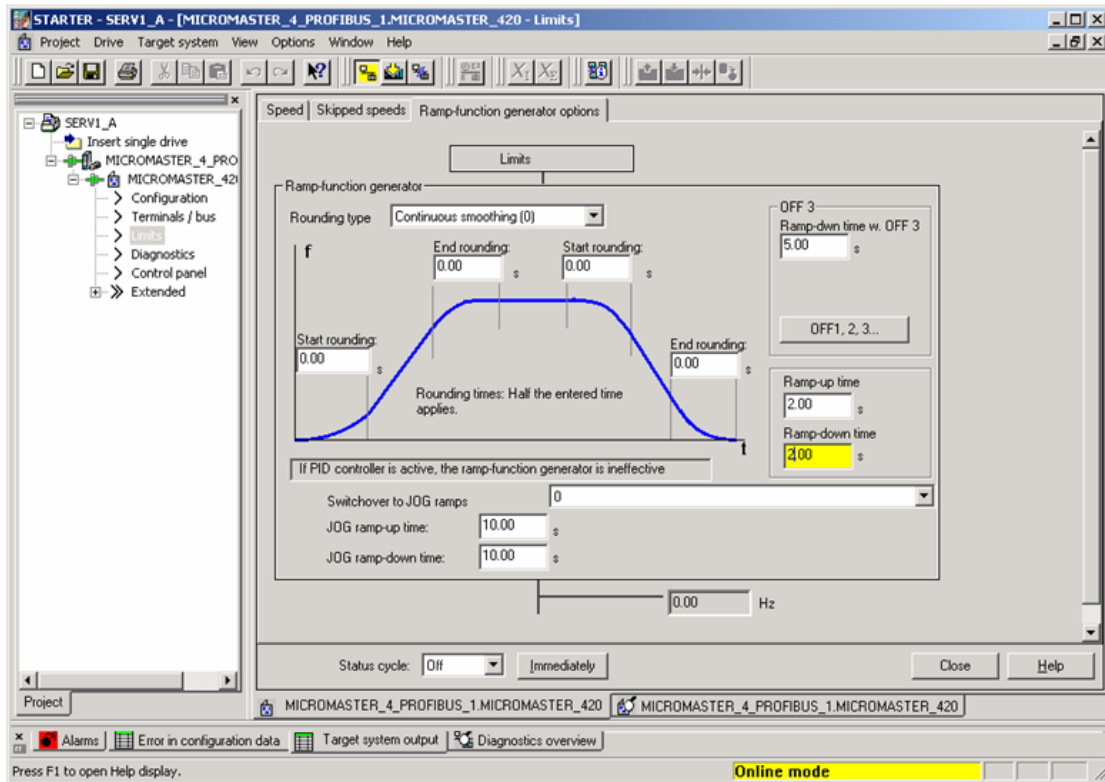 STARTER - SERV1_A - [MICROMASTER_4_PROFIBUS_1.MICROMASTER_420 - Limits]
Project Drive Target system View Options Window Help
SERV1_A
Insert single drive
MICROMASTER_4_PRO
MICROMASTER_42
Configuration
Terminals / bus
Limits
Diagnostics
Control panel
Extended
Project
Speed Skipped speeds Ramp-function generator options
Limits
Ramp-function generator
Rounding type Continuous smoothing (0)
f
End rounding: Start rounding:
0.00 s 0.00 s
Start rounding:
0.00 s
End rounding:
0.00 s
Rounding times: Half the entered time
applies.
t
OFF 3
Ramp-dwn time w. OFF 3
5.00 s
OFF1, 2, 3...
Ramp-up time
2.00 s
Ramp-down time
2.00 s
If PID controller is active, the ramp-function generator is ineffective
Switchover to JOG ramps 0
JOG ramp-up time: 10.00 s
JOG ramp-down time: 10.00 s
0.00 Hz
Status cycle: Off Immediately Close Help
MICROMASTER_4_PROFIBUS_1.MICROMASTER_420 MICROMASTER_4_PROFIBUS_1.MICROMASTER_420
Alarms Error in configuration data Target system output Diagnostics overview
Press F1 to open Help display. Online mode